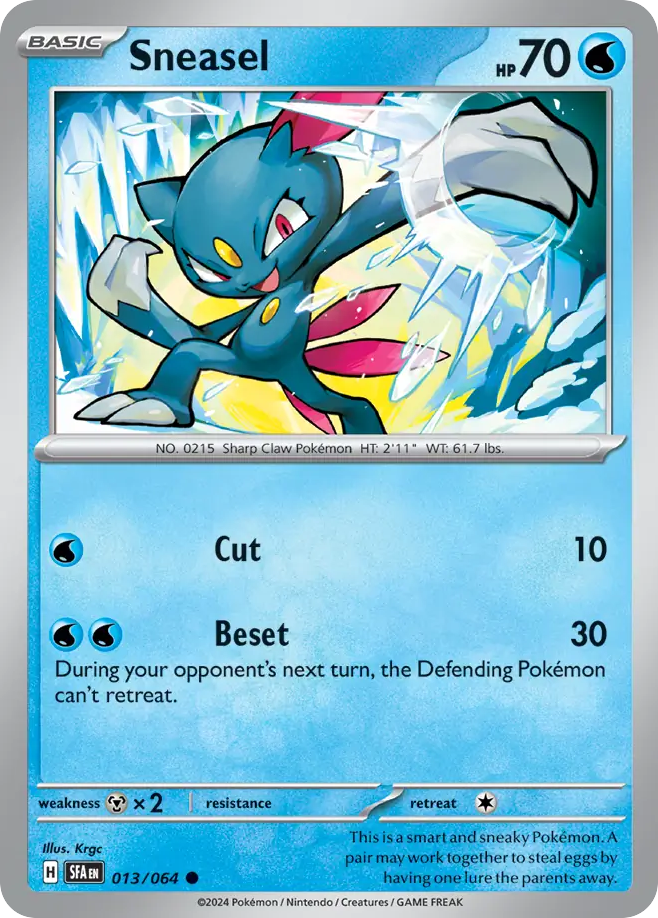 BASIC
Sneasel
HP 70
NO. 0215 Sharp Claw Pokémon HT: 2'11" WT: 61.7 lbs.
Cut 10
Beset 30
During your opponent's next turn, the Defending Pokémon
can't retreat.
weakness ×2 resistance retreat
Illus. Krgc
H SFA EN 013/064
This is a smart and sneaky Pokémon. A
pair may work together to steal eggs by
having one lure the parents away.
©2024 Pokémon / Nintendo / Creatures / GAME FREAK